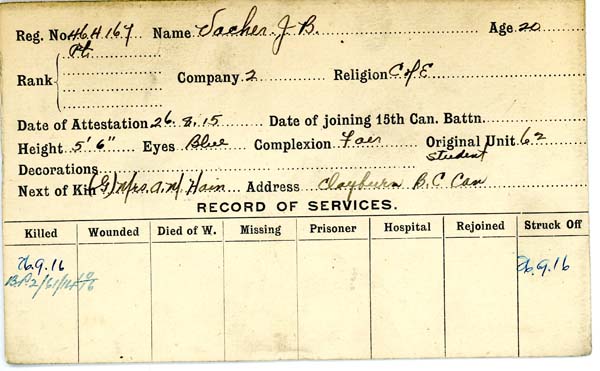 Reg. No. 464167 Name Vacher J. B. Age 20
Rank Pt. Company 2 Religion C of E
Date of Attestation 26.8.15 Date of joining 15th Can. Battn.
Height 5' 6" Eyes Blue Complexion Fair Original Unit 62
Decorations Student
Next of Kin (G) Mrs. A. M. Hain Address Clayburn B.C Can
RECORD OF SERVICES.
Killed Wounded Died of W. Missing Prisoner Hospital Rejoined Struck Off
26.9.16 26.9.16